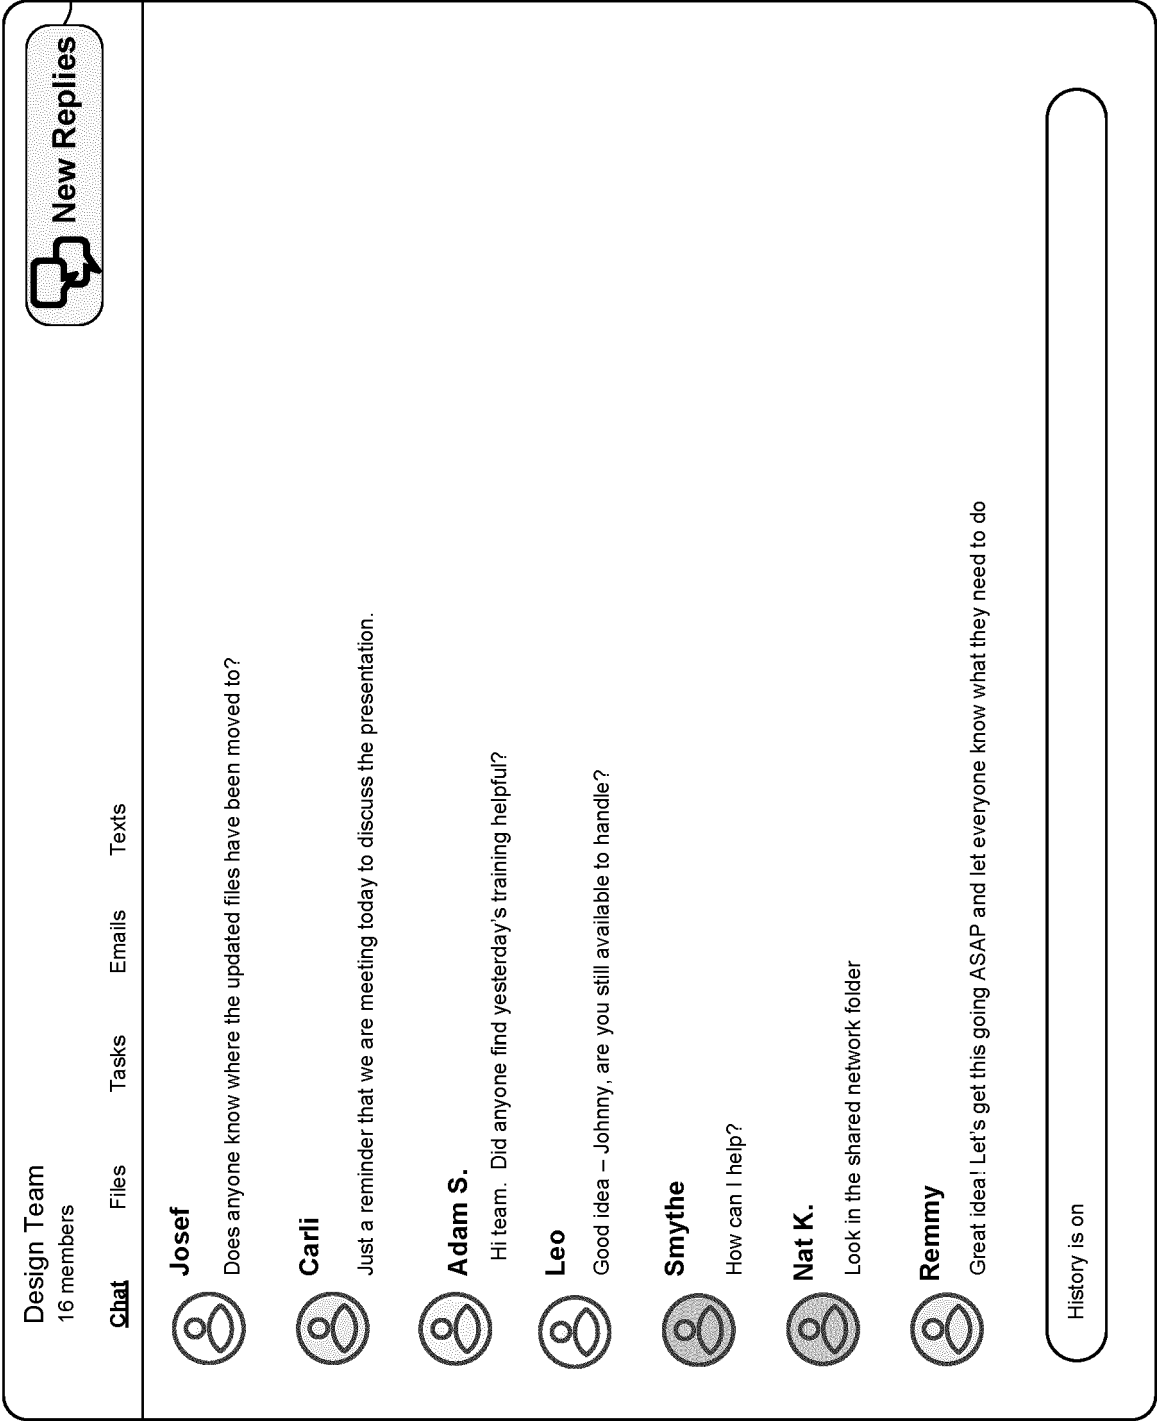 Design Team
16 members
New Replies
Chat Files Tasks Emails Texts
Josef
Does anyone know where the updated files have been moved to?
Carli
Just a reminder that we are meeting today to discuss the presentation.
Adam S.
Hi team.  Did anyone find yesterday's training helpful?
Leo
Good idea – Johnny, are you still available to handle?
Smythe
How can I help?
Nat K.
Look in the shared network folder
Remmy
Great idea! Let's get this going ASAP and let everyone know what they need to do
History is on